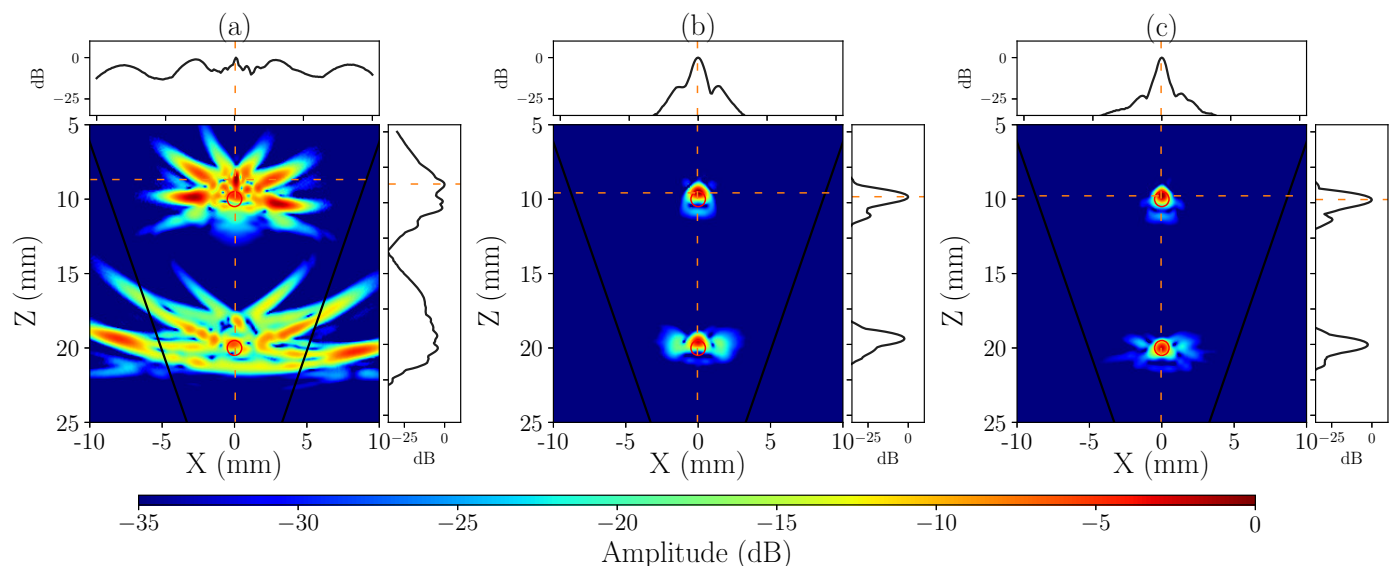 (a) (b) (c)
0 0 0
dB dB dB
−25 −25 −25
5 5 5
10 10 10
15 15 15
20 20 20
25 25 25
Z (mm) Z (mm) Z (mm)
-10 -5 0 5 10 -10 -5 0 5 10 -10 -5 0 5 10
−25 0 −25 0 −25 0
X (mm) dB X (mm) dB X (mm) dB
−35 −30 −25 −20 −15 −10 −5 0
Amplitude (dB)